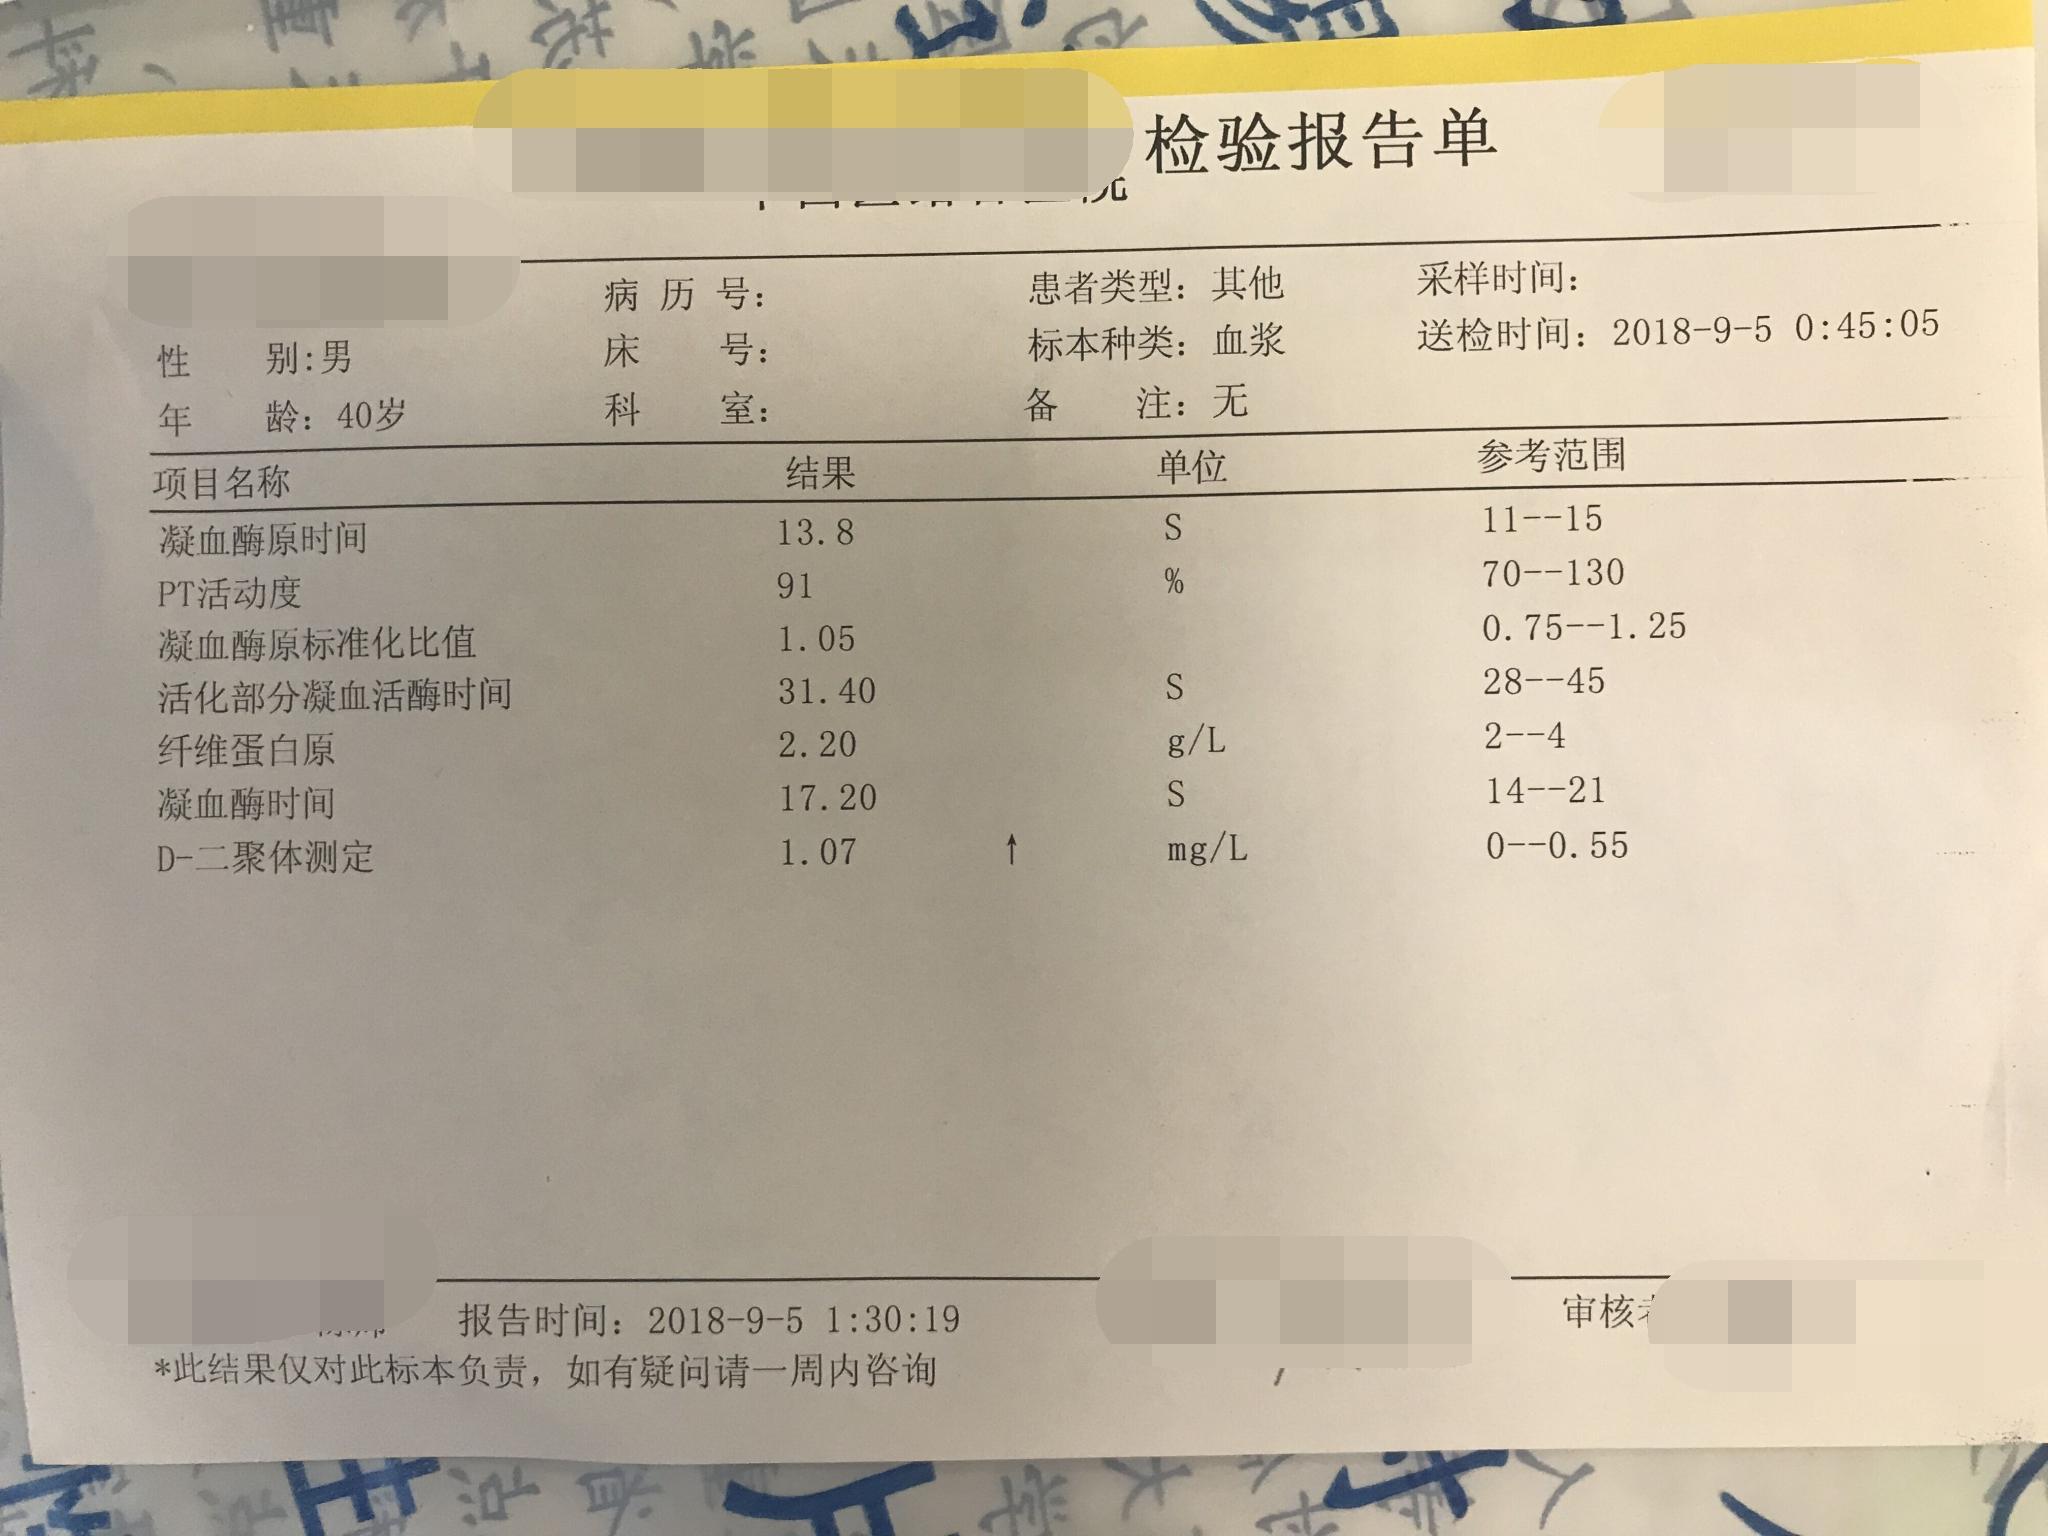 检验报告单
病 历 号： 患者类型：其他 采样时间：
性 别:男 床 号： 标本种类：血浆 送检时间：2018-9-5 0:45:05
年 龄：40岁 科 室： 备 注：无
项目名称 结果 单位 参考范围
凝血酶原时间 13.8 S 11--15
PT活动度 91 % 70--130
凝血酶原标准化比值 1.05 0.75--1.25
活化部分凝血活酶时间 31.40 S 28--45
纤维蛋白原 2.20 g/L 2--4
凝血酶时间 17.20 S 14--21
D-二聚体测定 1.07 ↑ mg/L 0--0.55
报告时间：2018-9-5 1:30:19 审核
*此结果仅对此标本负责，如有疑问请一周内咨询